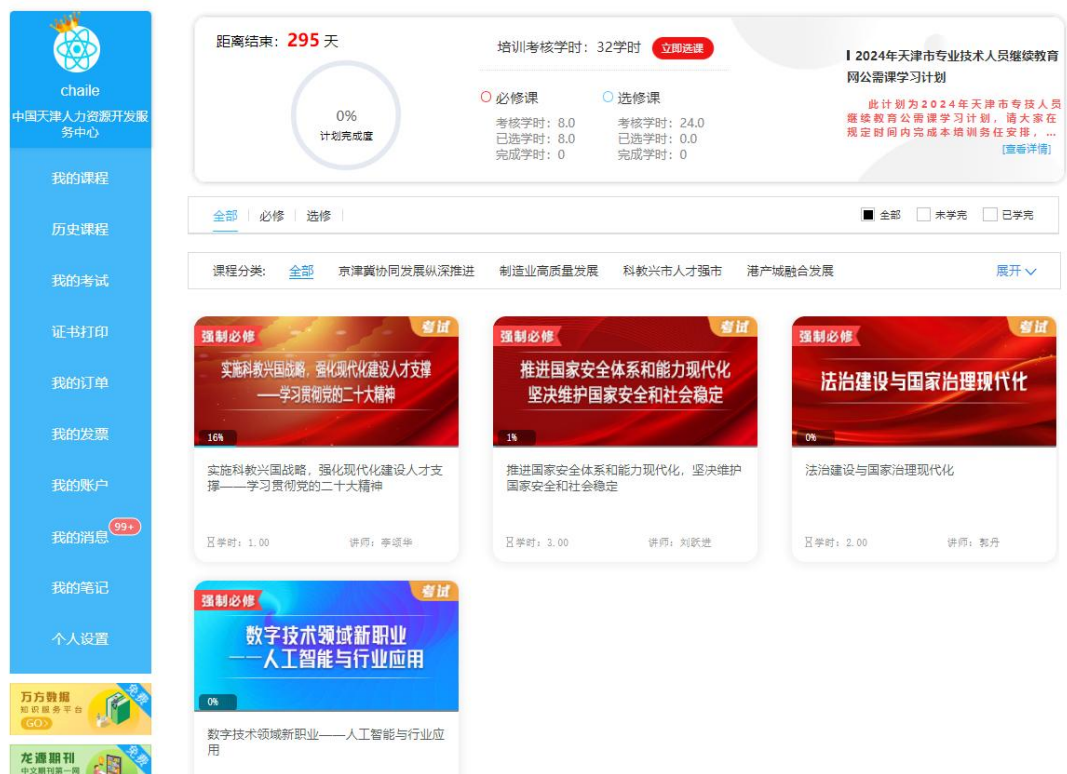 chaile
中国天津人力资源开发服
务中心
我的课程
历史课程
我的考试
证书打印
我的订单
我的发票
我的账户
我的消息
99+
我的笔记
个人设置
万方数据
知识服务平台
GO>
免费
龙源期刊
中文期刊第一网
免费
距离结束：295 天
0%
计划完成度
培训考核学时：32学时 立即选课
必修课
考核学时：8.0
已选学时：8.0
完成学时：0
选修课
考核学时：24.0
已选学时：0.0
完成学时：0
2024年天津市专业技术人员继续教育
网公需课学习计划
此计划为2024年天津市专技人员
继续教育公需课学习计划，请大家在
规定时间内完成本培训务任安排，...
[查看详情]
全部 必修 选修
全部 未学完 已学完
课程分类: 全部 京津冀协同发展纵深推进 制造业高质量发展 科教兴市人才强市 港产城融合发展 展开
强制必修 考试
实施科教兴国战略，强化现代化建设人才支撑
——学习贯彻党的二十大精神
16%
实施科教兴国战略，强化现代化建设人才支
撑——学习贯彻党的二十大精神
学时：1.00 讲师：李颂华
强制必修 考试
推进国家安全体系和能力现代化
坚决维护国家安全和社会稳定
1%
推进国家安全体系和能力现代化，坚决维护
国家安全和社会稳定
学时：3.00 讲师：刘跃进
强制必修 考试
法治建设与国家治理现代化
0%
法治建设与国家治理现代化
学时：2.00 讲师：郭丹
强制必修 考试
数字技术领域新职业
——人工智能与行业应用
0%
数字技术领域新职业——人工智能与行业应
用